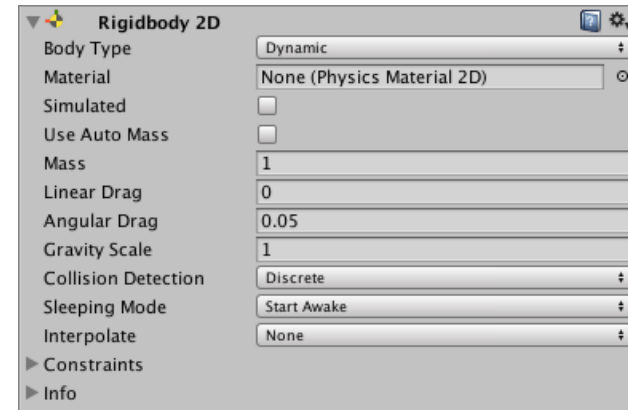 Rigidbody 2D
Body Type Dynamic
Material None (Physics Material 2D)
Simulated
Use Auto Mass
Mass 1
Linear Drag 0
Angular Drag 0.05
Gravity Scale 1
Collision Detection Discrete
Sleeping Mode Start Awake
Interpolate None
Constraints
Info